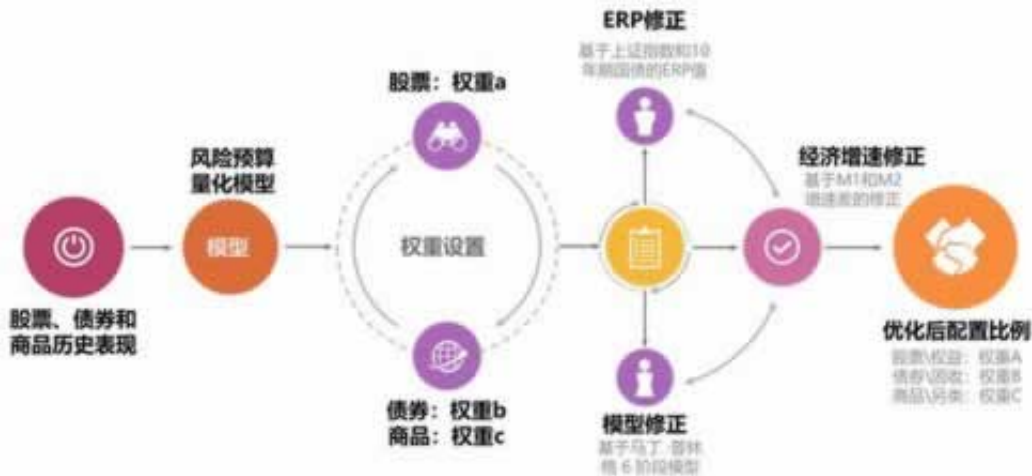 ERP修正
基于上证指数和10
年期国债的ERP值
股票：权重a
风险预算
量化模型
经济增速修正
基于M1和M2
增速差的修正
模型
权重设置
股票、债券和
商品历史表现
优化后配置比例
股票\权益：权重A
债券\固收：权重B
商品\另类：权重C
债券：权重b
商品：权重c
模型修正
基于马丁·普林
格 6 阶段模型